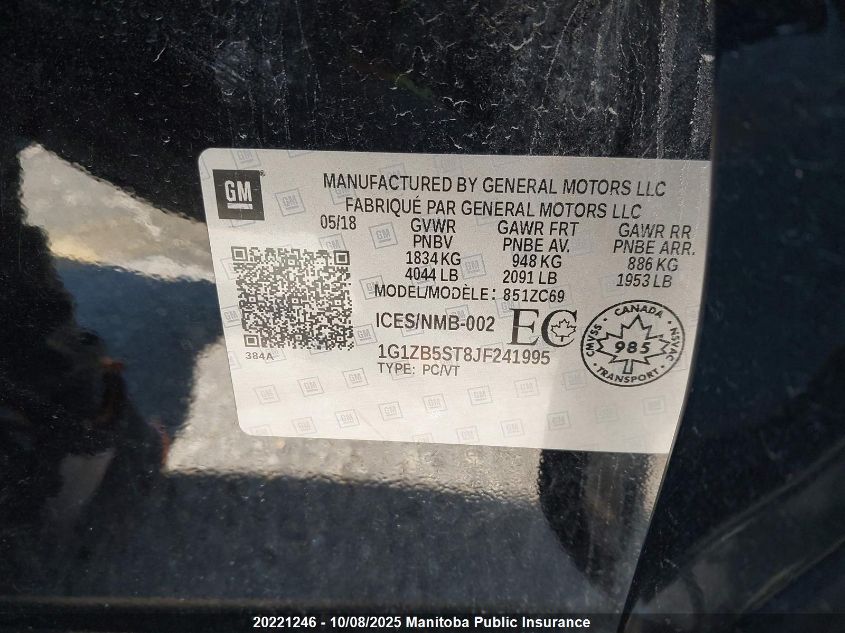 GM
MANUFACTURED BY GENERAL MOTORS LLC
FABRIQUÉ PAR GENERAL MOTORS LLC
05/18 GVWR GAWR FRT GAWR RR
PNBV PNBE AV. PNBE ARR.
1834 KG 948 KG 886 KG
4044 LB 2091 LB 1953 LB
MODEL/MODÈLE: 851ZC69
ICES/NMB-002 EC
384A
1G1ZB5ST8JF241995
TYPE: PC/VT
CANADA
CMVSS 985 NSVAC
TRANSPORT
20221246 - 10/08/2025 Manitoba Public Insurance